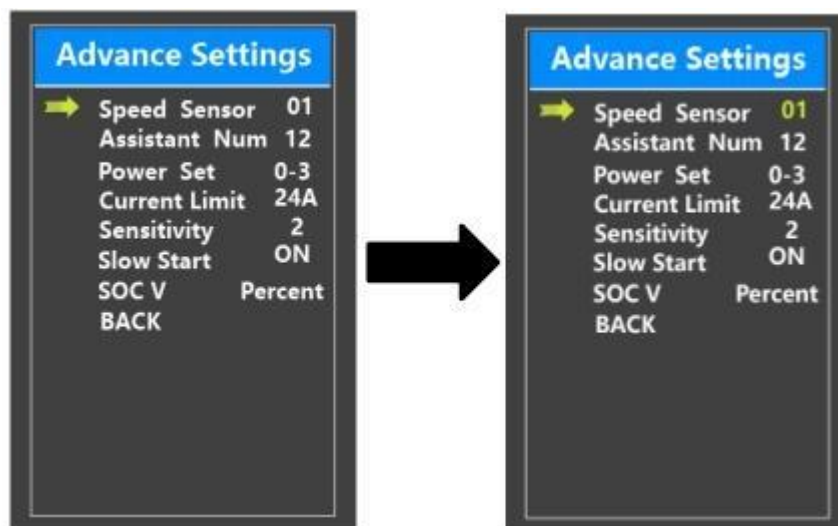 Advance Settings
Speed Sensor 01
Assistant Num 12
Power Set 0-3
Current Limit 24A
Sensitivity 2
Slow Start ON
SOC V Percent
BACK
Advance Settings
Speed Sensor 01
Assistant Num 12
Power Set 0-3
Current Limit 24A
Sensitivity 2
Slow Start ON
SOC V Percent
BACK